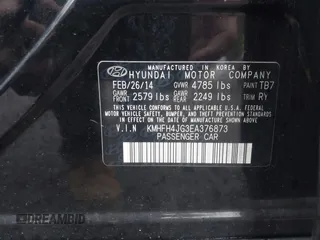 MANUFACTURED IN KOREA BY
HYUNDAI MOTOR COMPANY
FEB/26/14 GVWR 4785 lbs PAINT TB7
GAWR FRONT 2579 lbs GAWR REAR 2249 lbs TRIM RY
THIS VEHICLE CONFORMS TO ALL APPLICABLE U.S.
FEDERAL MOTOR VEHICLE SAFETY, BUMPER, AND THEFT
PREVENTION STANDARDS IN EFFECT ON THE DATE OF
MANUFACTURE SHOWN ABOVE.
V.I.N KMHFH4JG3EA376873
PASSENGER CAR
DREAMBID